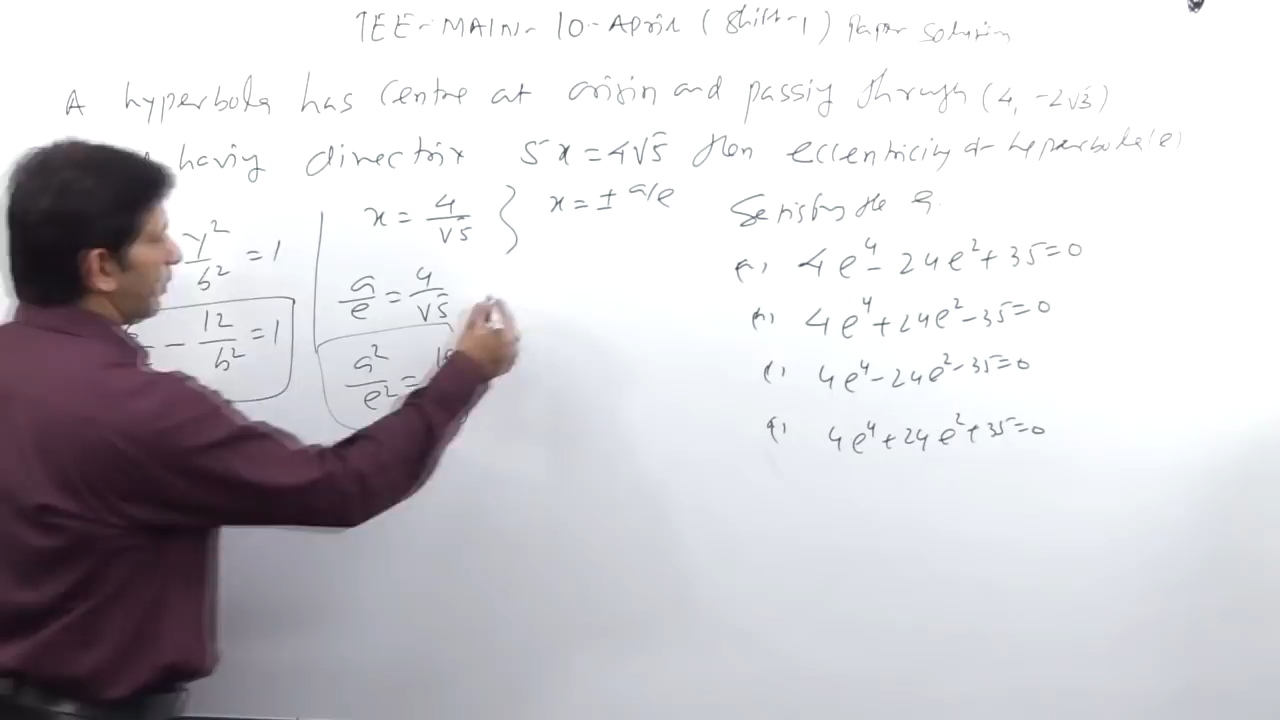 JEE-MAIN-10-April (Shift-1) Paper Solution
A hyperbola has centre at origin and passing through (4, -2√3)
having directrix 5x = 4√5 then eccentricity of hyperbola (e)
Satisfies the
y²/b² = 1
- 12/b² = 1
x = 4/√5 } x = ± a/e
a/e = 4/√5
a²/e² =
(a) 4e⁴ - 24e² + 35 = 0
4e⁴ + 24e² - 35 = 0
4e⁴ - 24e² - 35 = 0
4e⁴ + 24e² + 35 = 0